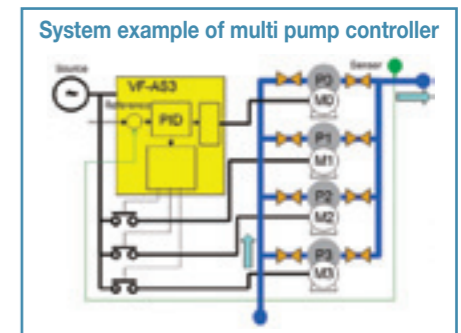 System example of multi pump controller
Source
Sensor
VF-AS3
Reference
PID
P0
M0
P1
M1
P2
M2
P3
M3